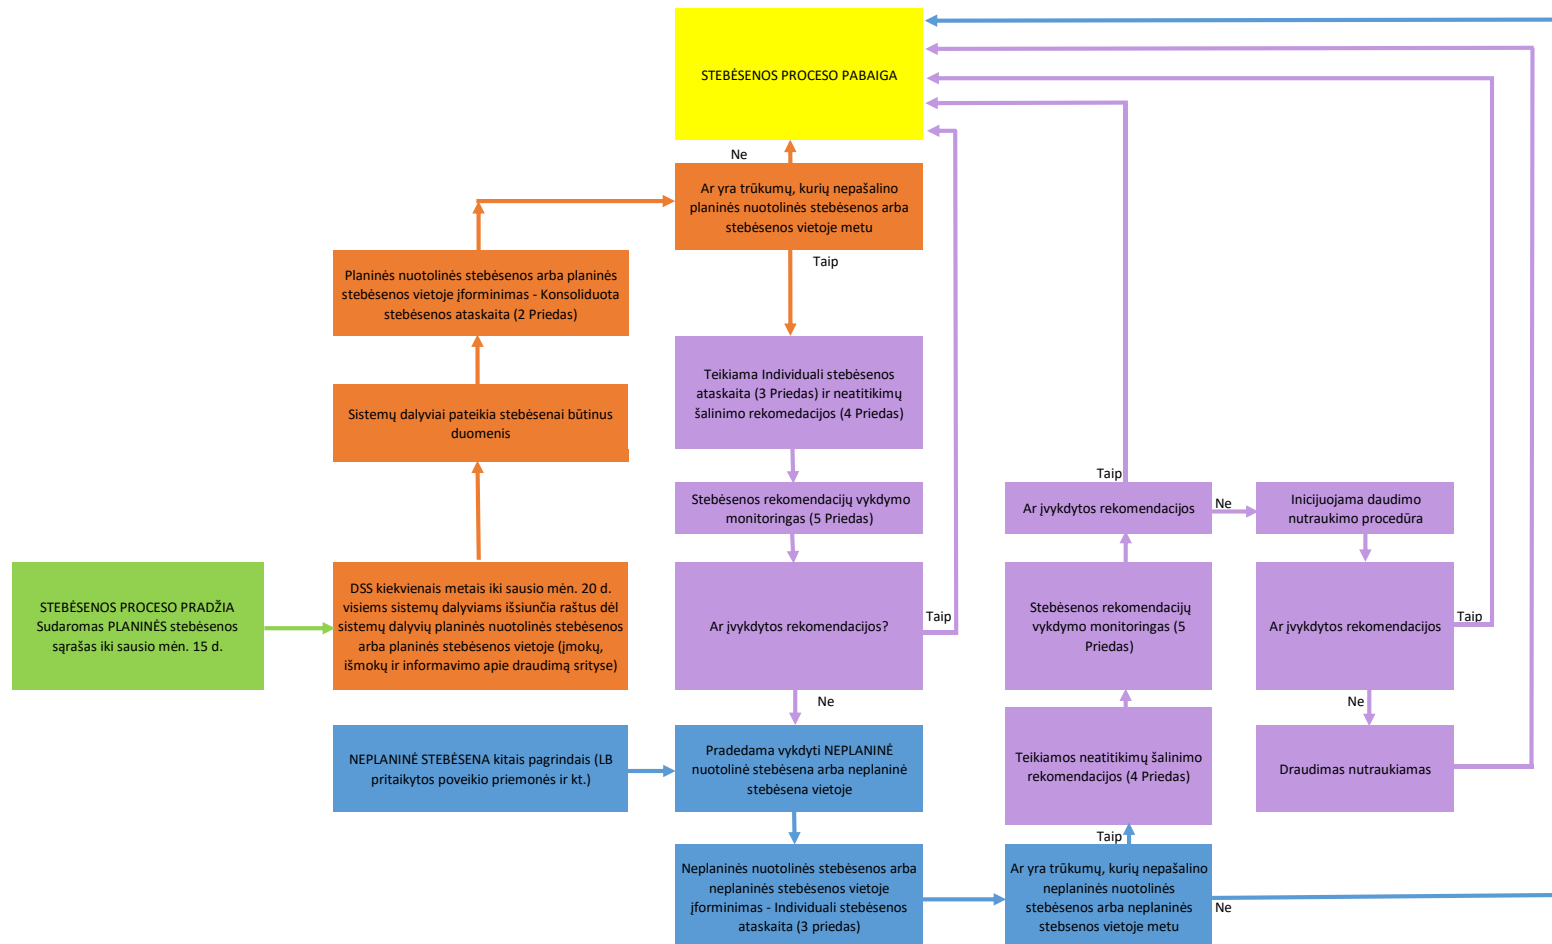 STEBĖSENOS PROCESO PABAIGA
Ne
Ar yra trūkumų, kurių nepašalino
planinės nuotolinės stebėsenos arba
stebėsenos vietoje metu
Taip
Planinės nuotolinės stebėsenos arba planinės
stebėsenos vietoje įforminimas - Konsoliduota
stebėsenos ataskaita (2 Priedas)
Teikiama Individuali stebėsenos
ataskaita (3 Priedas) ir neatitikimų
šalinimo rekomedacijos (4 Priedas)
Sistemų dalyviai pateikia stebėsenai būtinus
duomenis
Stebėsenos rekomendacijų vykdymo
monitoringas (5 Priedas)
Taip
Ar įvykdytos rekomendacijos
Ne
Inicijuojama daudimo
nutraukimo procedūra
STEBĖSENOS PROCESO PRADŽIA
Sudaromas PLANINĖS stebėsenos
sąrašas iki sausio mėn. 15 d.
DSS kiekvienais metais iki sausio mėn. 20 d.
visiems sistemų dalyviams išsiunčia raštus dėl
sistemų dalyvių planinės nuotolinės stebėsenos
arba planinės stebėsenos vietoje (įmokų,
išmokų ir informavimo apie draudimą srityse)
Ar įvykdytos rekomendacijos?
Taip
Stebėsenos rekomendacijų
vykdymo monitoringas (5
Priedas)
Ar įvykdytos rekomendacijos
Taip
Ne
Ne
NEPLANINĖ STEBĖSENA kitais pagrindais (LB
pritaikytos poveikio priemonės ir kt.)
Pradedama vykdyti NEPLANINĖ
nuotolinė stebėsena arba neplaninė
stebėsena vietoje
Teikiamos neatitikimų šalinimo
rekomendacijos (4 Priedas)
Draudimas nutraukiamas
Taip
Neplaninės nuotolinės stebėsenos arba
neplaninės stebėsenos vietoje
įforminimas - Individuali stebėsenos
ataskaita (3 priedas)
Ar yra trūkumų, kurių nepašalino
neplaninės nuotolinės
stebėsenos arba neplaninės
stebsenos vietoje metu
Ne